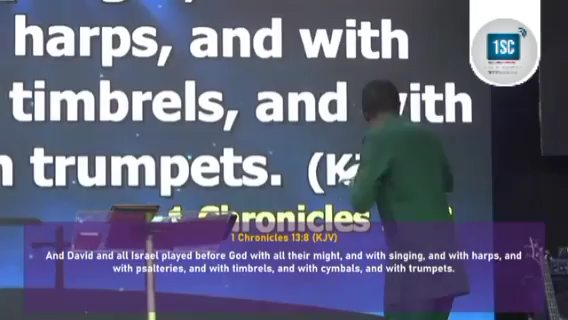 harps, and with
timbrels, and with
trumpets. (KJ
1 Chronicles
1SC
1 Chronicles 13:8 (KJV)
And David and all Israel played before God with all their might, and with singing, and with harps, and
with psalteries, and with timbrels, and with cymbals, and with trumpets.